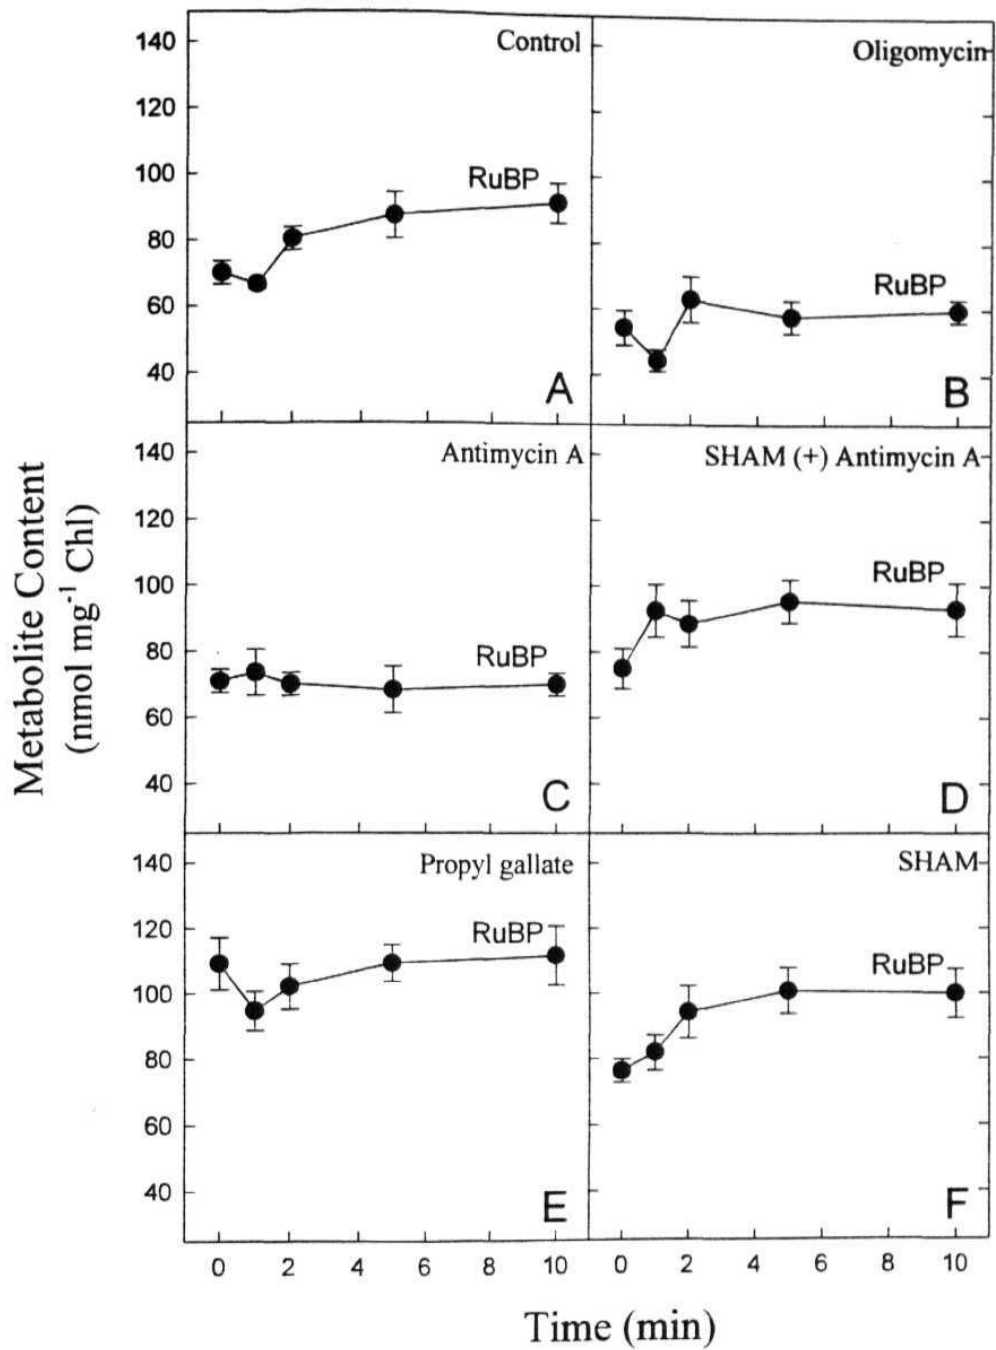 Control
Oligomycin
140
120
100
80
60
40
RuBP
RuBP
A
B
Antimycin A
SHAM (+) Antimycin A
140
120
100
80
60
40
RuBP
RuBP
C
D
Propyl gallate
SHAM
140
120
100
80
60
40
RuBP
RuBP
E
F
0 2 4 6 8 10
0 2 4 6 8 10
Metabolite Content
(nmol mg⁻¹ Chl)
Time (min)